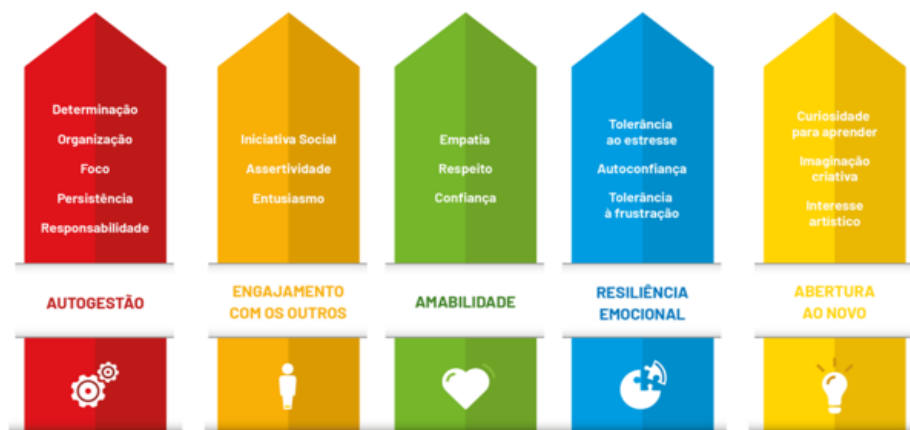 Determinação
Organização
Foco
Persistência
Responsabilidade
AUTOGESTÃO
Iniciativa Social
Assertividade
Entusiasmo
ENGAJAMENTO
COM OS OUTROS
Empatia
Respeito
Confiança
AMABILIDADE
Tolerância
ao estresse
Autoconfiança
Tolerância
à frustração
RESILIÊNCIA
EMOCIONAL
Curiosidade
para aprender
Imaginação
criativa
Interesse
artístico
ABERTURA
AO NOVO